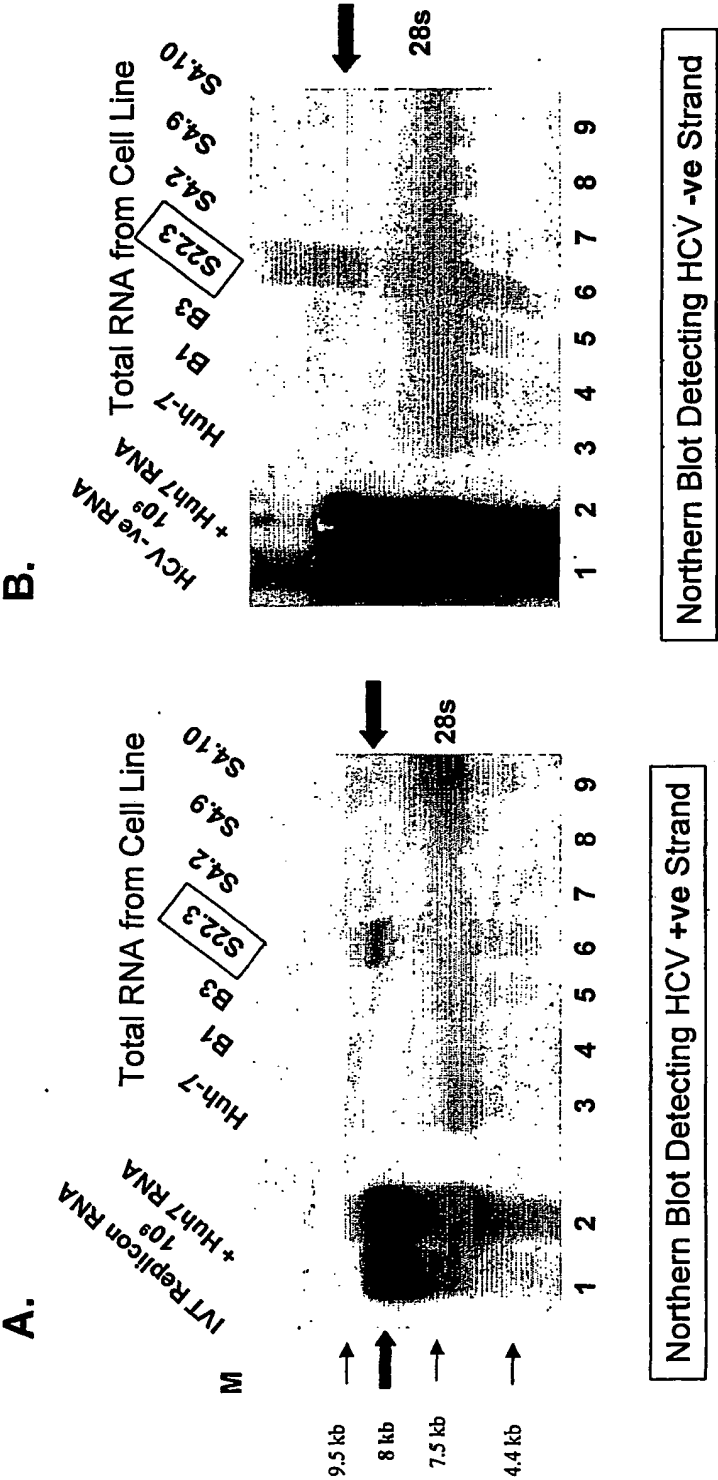 A.
IVT Replicon RNA
10⁹
+ Huh7 RNA
Total RNA from Cell Line
Huh-7
B1
B3
S22.3
S4.2
S4.9
S4.10
M
9.5 kb
8 kb
7.5 kb
4.4 kb
28s
1 2 3 4 5 6 7 8 9
Northern Blot Detecting HCV +ve Strand
B.
HCV -ve RNA
10⁹
+ Huh7 RNA
Total RNA from Cell Line
Huh-7
B1
B3
S22.3
S4.2
S4.9
S4.10
28s
1 2 3 4 5 6 7 8 9
Northern Blot Detecting HCV -ve Strand